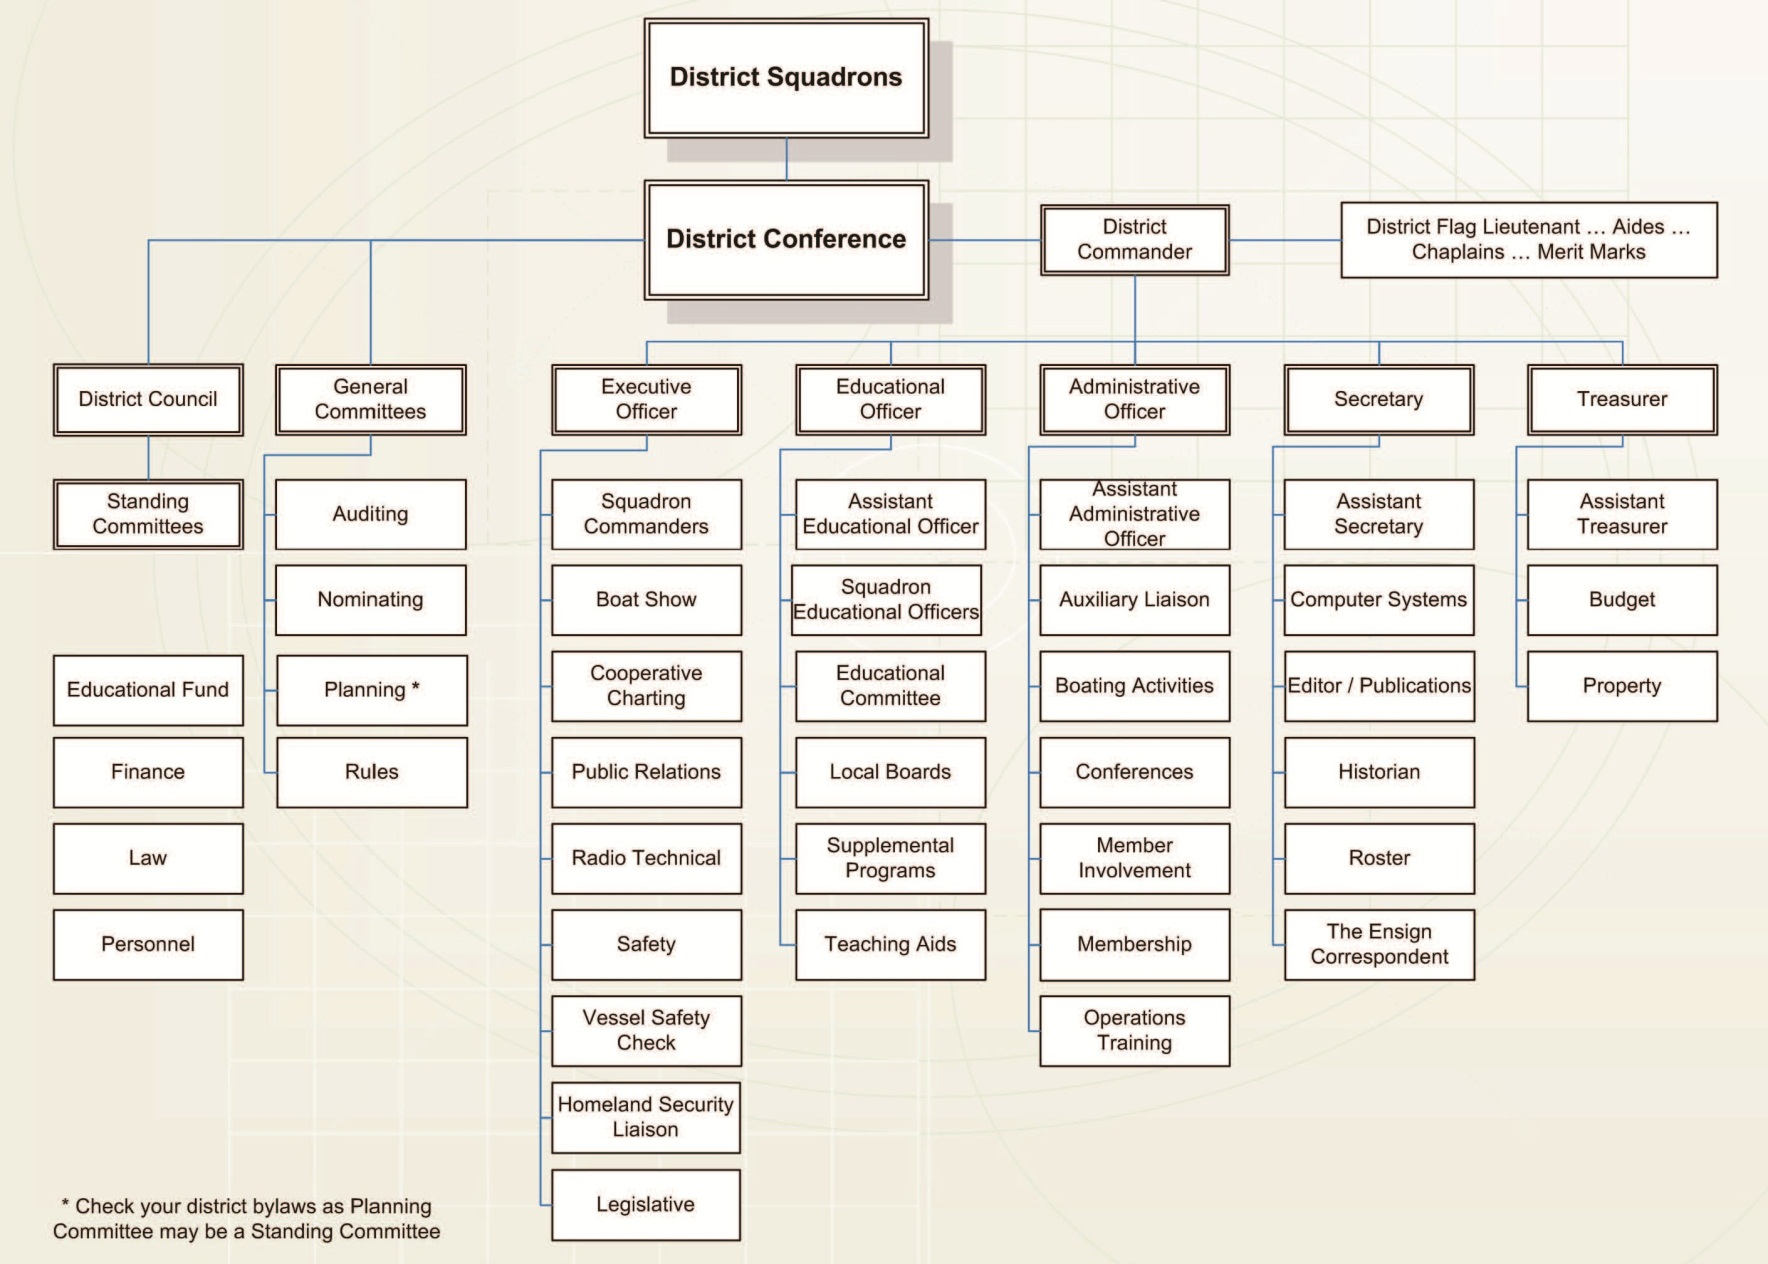 District Squadrons
District Conference
District
Commander
District Flag Lieutenant ... Aides ...
Chaplains ... Merit Marks
District Council
General
Committees
Executive
Officer
Educational
Officer
Administrative
Officer
Secretary
Treasurer
Standing
Committees
Educational Fund
Finance
Law
Personnel
Auditing
Nominating
Planning *
Rules
Squadron
Commanders
Boat Show
Cooperative
Charting
Public Relations
Radio Technical
Safety
Vessel Safety
Check
Homeland Security
Liaison
Legislative
Assistant
Educational Officer
Squadron
Educational Officers
Educational
Committee
Local Boards
Supplemental
Programs
Teaching Aids
Assistant
Administrative
Officer
Auxiliary Liaison
Boating Activities
Conferences
Member
Involvement
Membership
Operations
Training
Assistant
Secretary
Computer Systems
Editor / Publications
Historian
Roster
The Ensign
Correspondent
Assistant
Treasurer
Budget
Property
* Check your district bylaws as Planning
Committee may be a Standing Committee